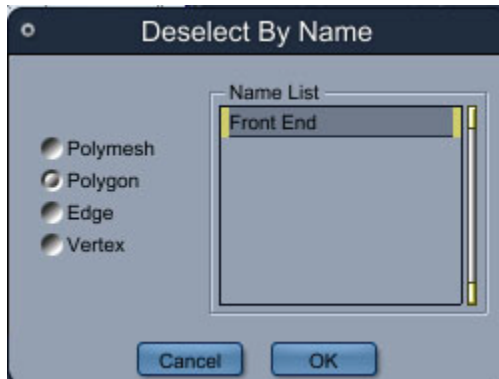 Deselect By Name
Name List
Front End
Polymesh
Polygon
Edge
Vertex
Cancel
OK